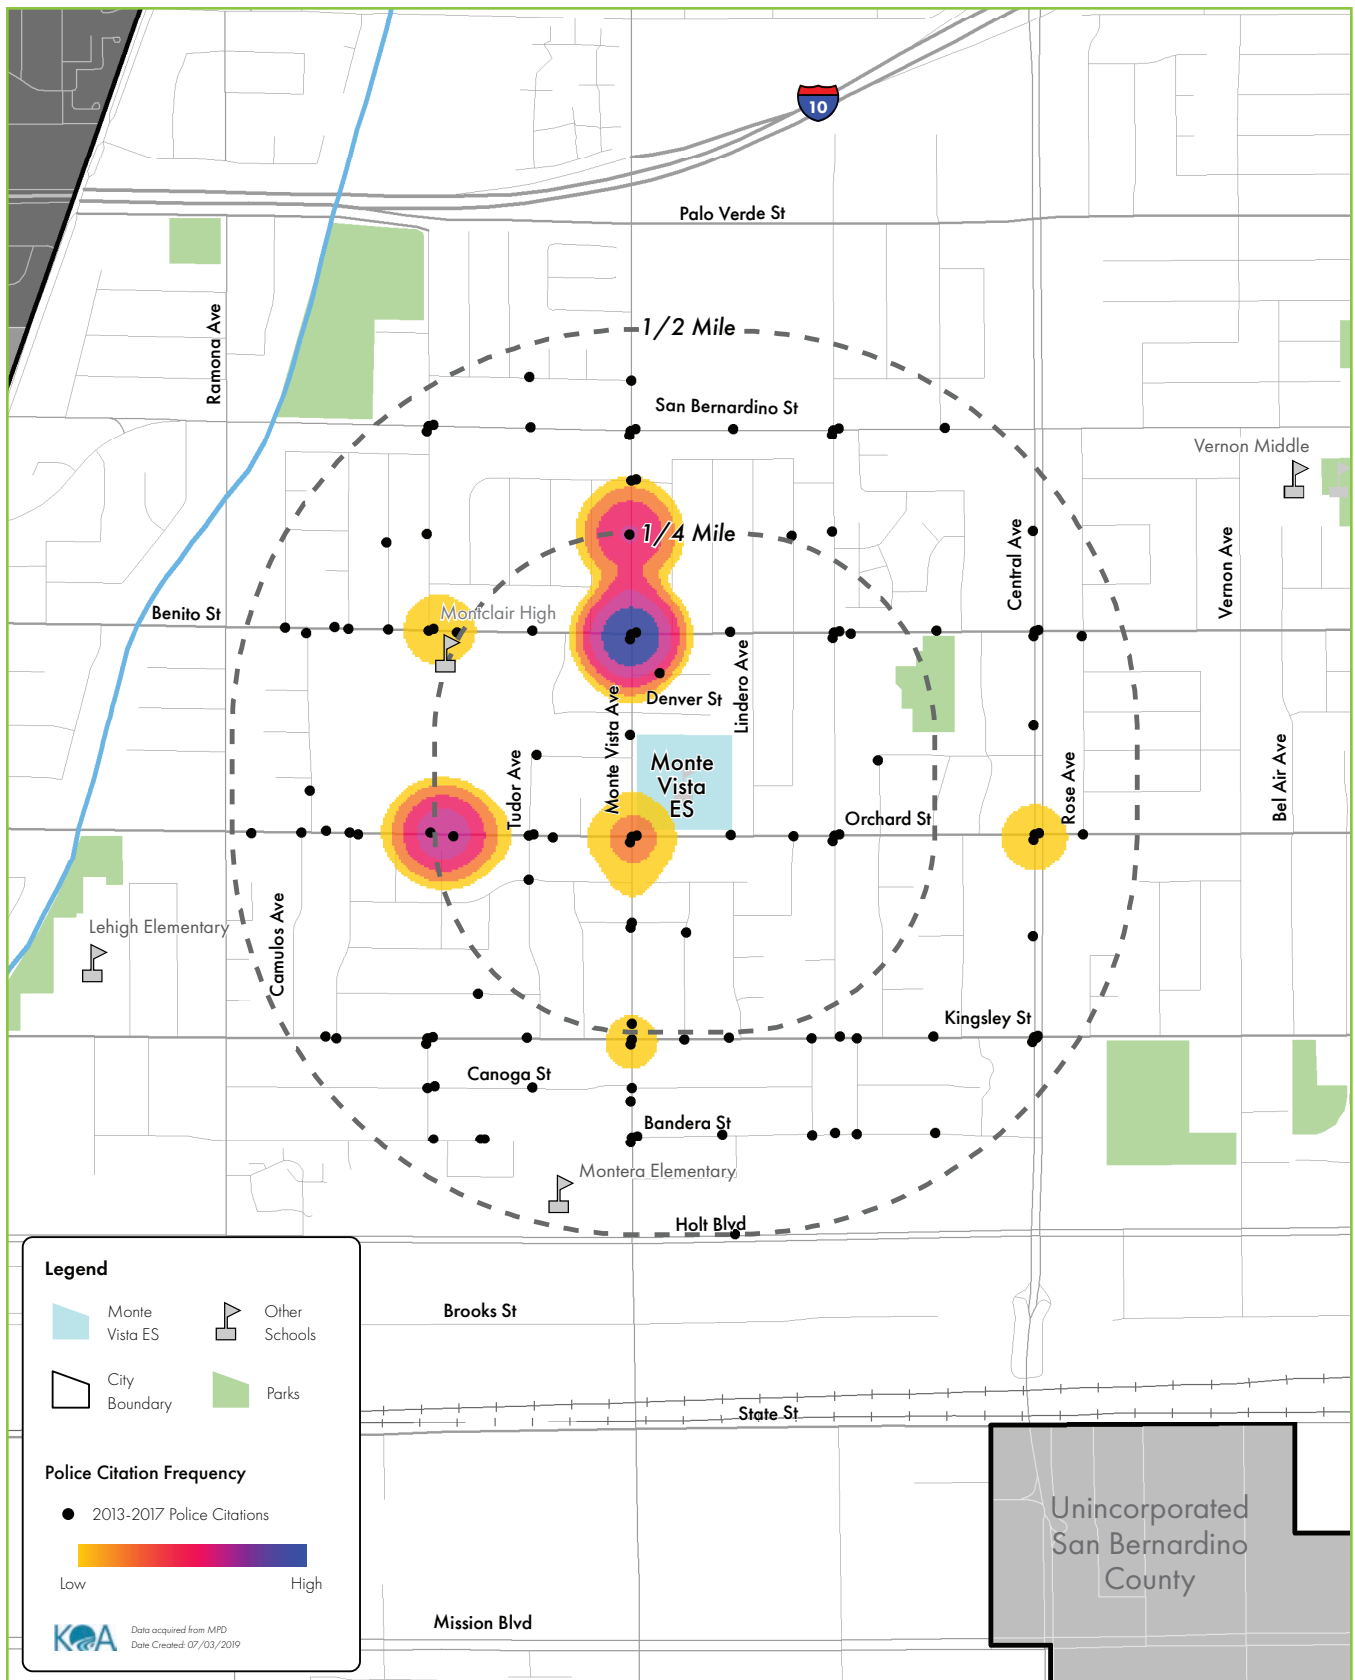 10
Palo Verde St
Ramona Ave
1/2 Mile
San Bernardino St
Vernon Middle
1/4 Mile
Central Ave
Vernon Ave
Benito St
Montclair High
Lindero Ave
Denver St
Monte Vista Ave
Tudor Ave
Monte
Vista
ES
Rose Ave
Bel Air Ave
Orchard St
Camulos Ave
Lehigh Elementary
Kingsley St
Canoga St
Bandera St
Montera Elementary
Holt Blvd
Brooks St
State St
Mission Blvd
Unincorporated
San Bernardino
County
Legend
Monte
Vista ES
Other
Schools
City
Boundary
Parks
Police Citation Frequency
2013-2017 Police Citations
Low
High
KOA
Data acquired from MPD
Date Created: 07/03/2019